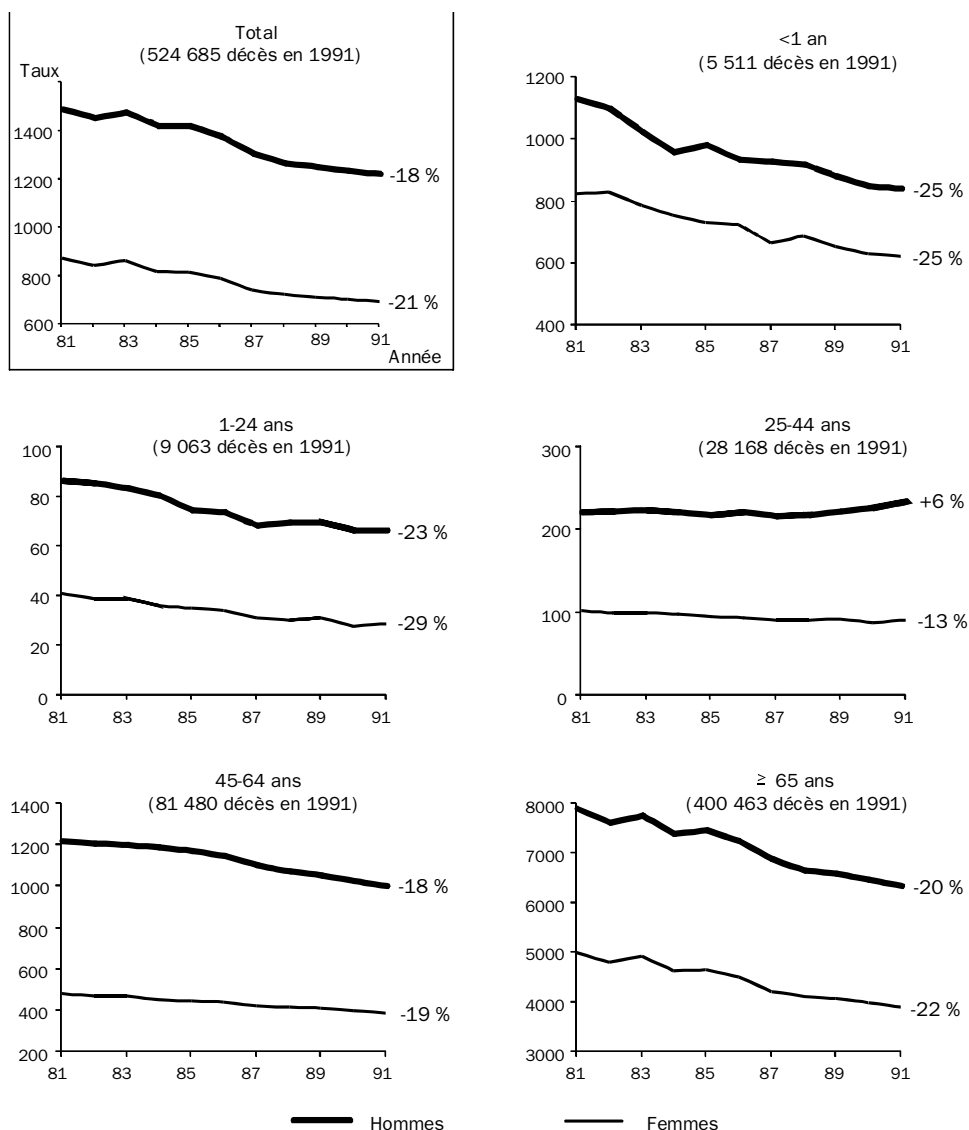 Total
(524 685 décès en 1991)
Taux
1400
1200
1000
800
600
-18 %
-21 %
81 83 85 87 89 91
Année
<1 an
(5 511 décès en 1991)
1200
1000
800
600
400
-25 %
-25 %
81 83 85 87 89 91
1-24 ans
(9 063 décès en 1991)
100
80
60
40
20
0
-23 %
-29 %
81 83 85 87 89 91
25-44 ans
(28 168 décès en 1991)
300
200
100
0
+6 %
-13 %
81 83 85 87 89 91
45-64 ans
(81 480 décès en 1991)
1400
1200
1000
800
600
400
200
-18 %
-19 %
81 83 85 87 89 91
≥ 65 ans
(400 463 décès en 1991)
8000
7000
6000
5000
4000
3000
-20 %
-22 %
81 83 85 87 89 91
Hommes Femmes